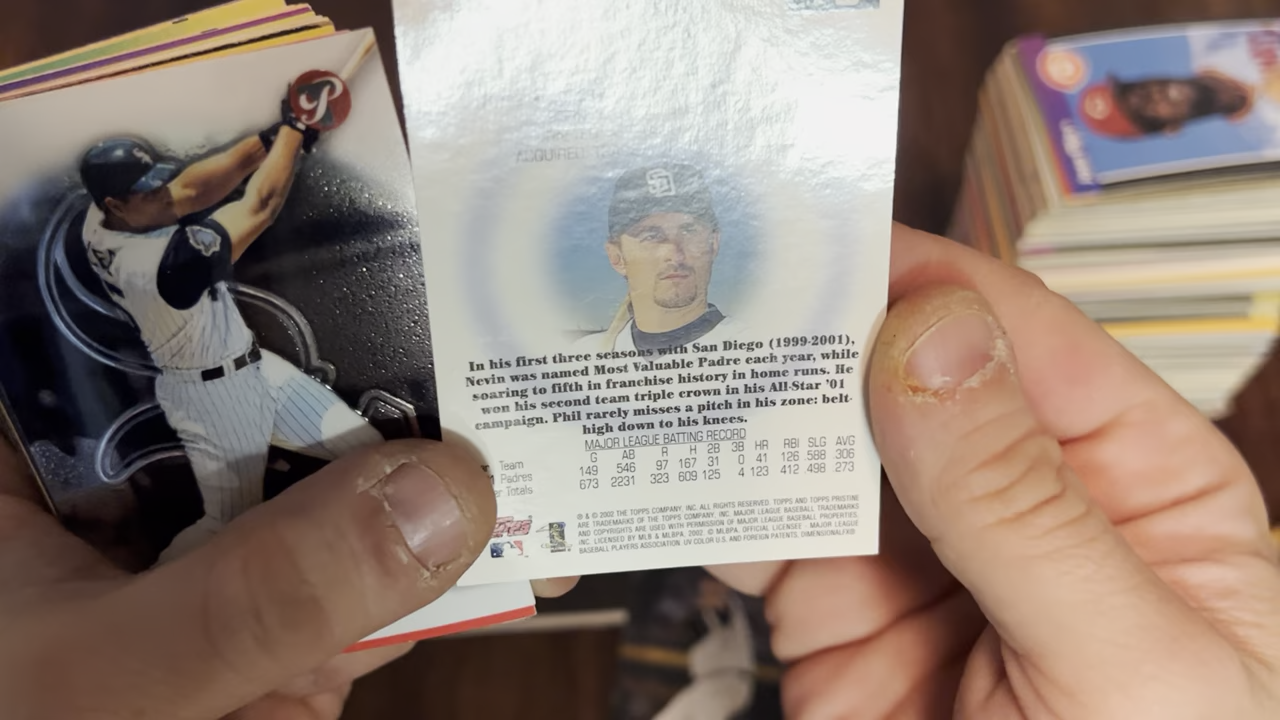 P
ACQUIRED
SD
In his first three seasons with San Diego (1999-2001),
Nevin was named Most Valuable Padre each year, while
soaring to fifth in franchise history in home runs. He
won his second team triple crown in his All-Star '01
campaign. Phil rarely misses a pitch in his zone: belt-
high down to his knees.
MAJOR LEAGUE BATTING RECORD
Team G AB R H 2B 3B HR RBI SLG AVG
Padres 149 546 97 167 31 0 41 126 .588 .306
Totals 673 2231 323 609 125 4 123 412 .498 .273
® & © 2002 THE TOPPS COMPANY, INC. ALL RIGHTS RESERVED. TOPPS AND TOPPS PRISTINE
ARE TRADEMARKS OF THE TOPPS COMPANY, INC. MAJOR LEAGUE BASEBALL TRADEMARKS
AND COPYRIGHTS ARE USED WITH PERMISSION OF MAJOR LEAGUE BASEBALL PROPERTIES,
INC. LICENSED BY MLB & MLBPA. 2002. © MLBPA. OFFICIAL LICENSEE - MAJOR LEAGUE
BASEBALL PLAYERS ASSOCIATION. UV COLOR U.S. AND FOREIGN PATENTS, DIMENSIONALFX®